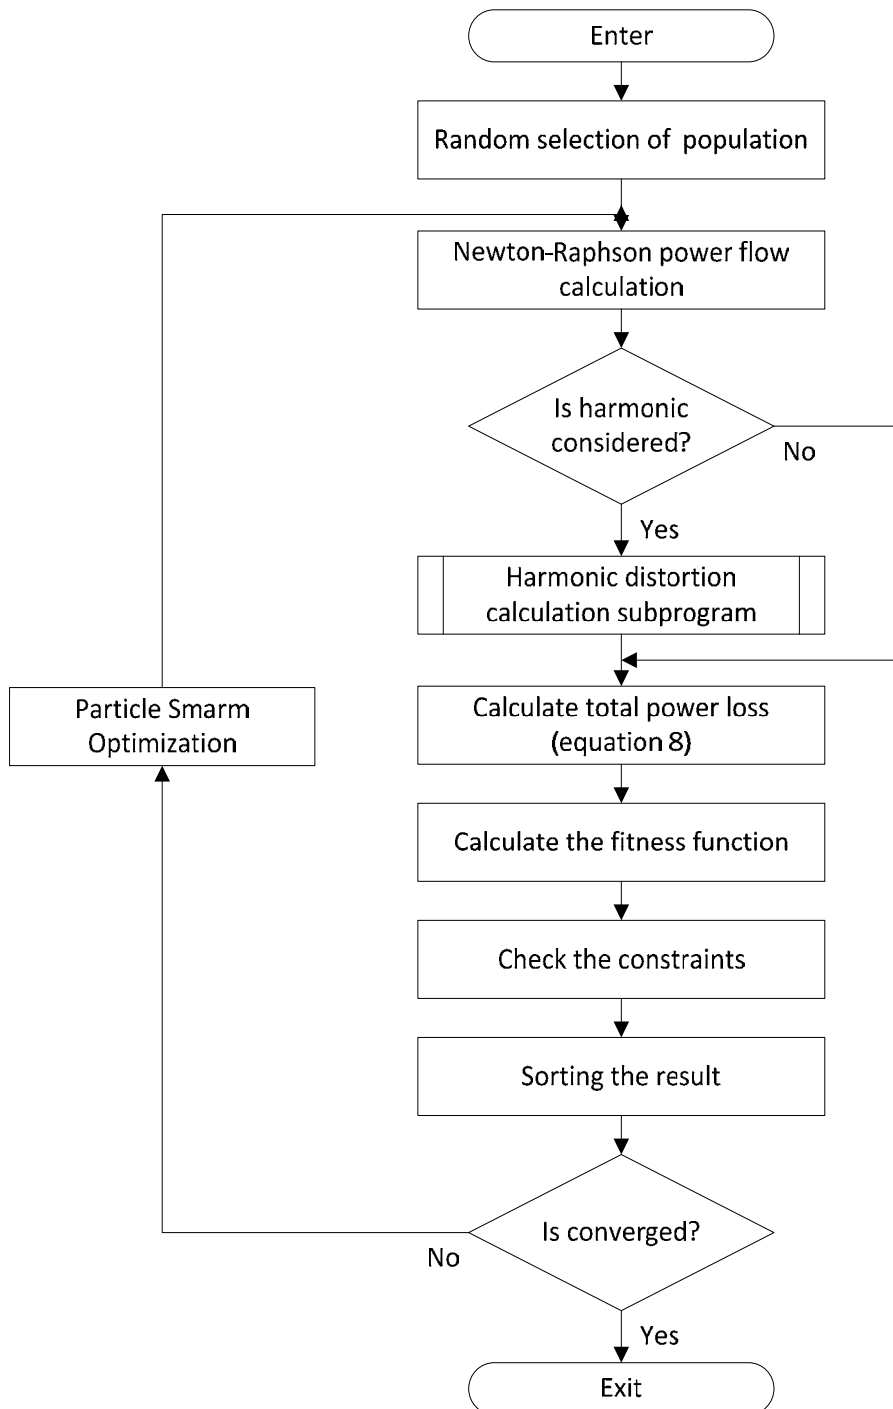 Enter
Random selection of population
Newton-Raphson power flow
calculation
Is harmonic
considered?
No
Yes
Harmonic distortion
calculation subprogram
Particle Smarm
Optimization
Calculate total power loss
(equation 8)
Calculate the fitness function
Check the constraints
Sorting the result
Is converged?
No
Yes
Exit